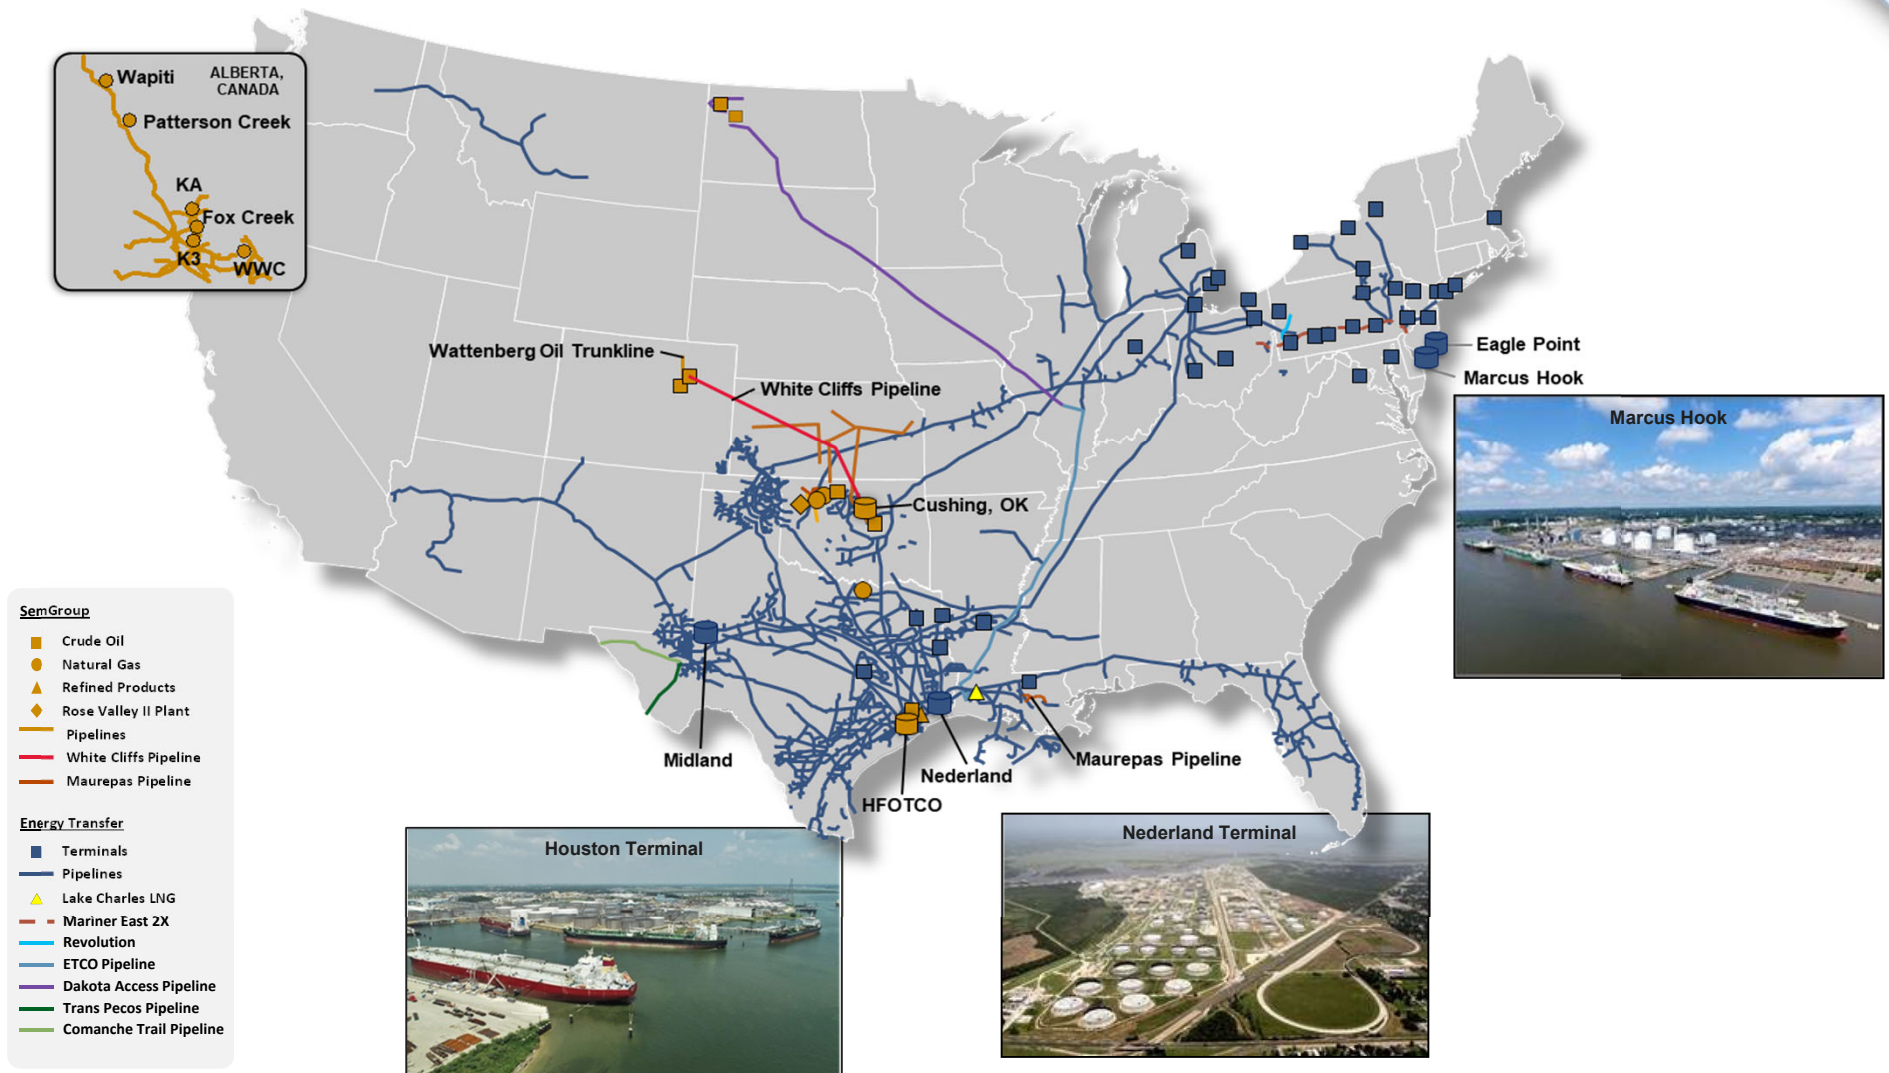 Wapiti
ALBERTA,
CANADA
Patterson Creek
KA
Fox Creek
K3
WWC
Wattenberg Oil Trunkline
White Cliffs Pipeline
Cushing, OK
Eagle Point
Marcus Hook
Marcus Hook
Midland
Nederland
HFOTCO
Maurepas Pipeline
Houston Terminal
Nederland Terminal
SemGroup
Crude Oil
Natural Gas
Refined Products
Rose Valley II Plant
Pipelines
White Cliffs Pipeline
Maurepas Pipeline
Energy Transfer
Terminals
Pipelines
Lake Charles LNG
Mariner East 2X
Revolution
ETCO Pipeline
Dakota Access Pipeline
Trans Pecos Pipeline
Comanche Trail Pipeline